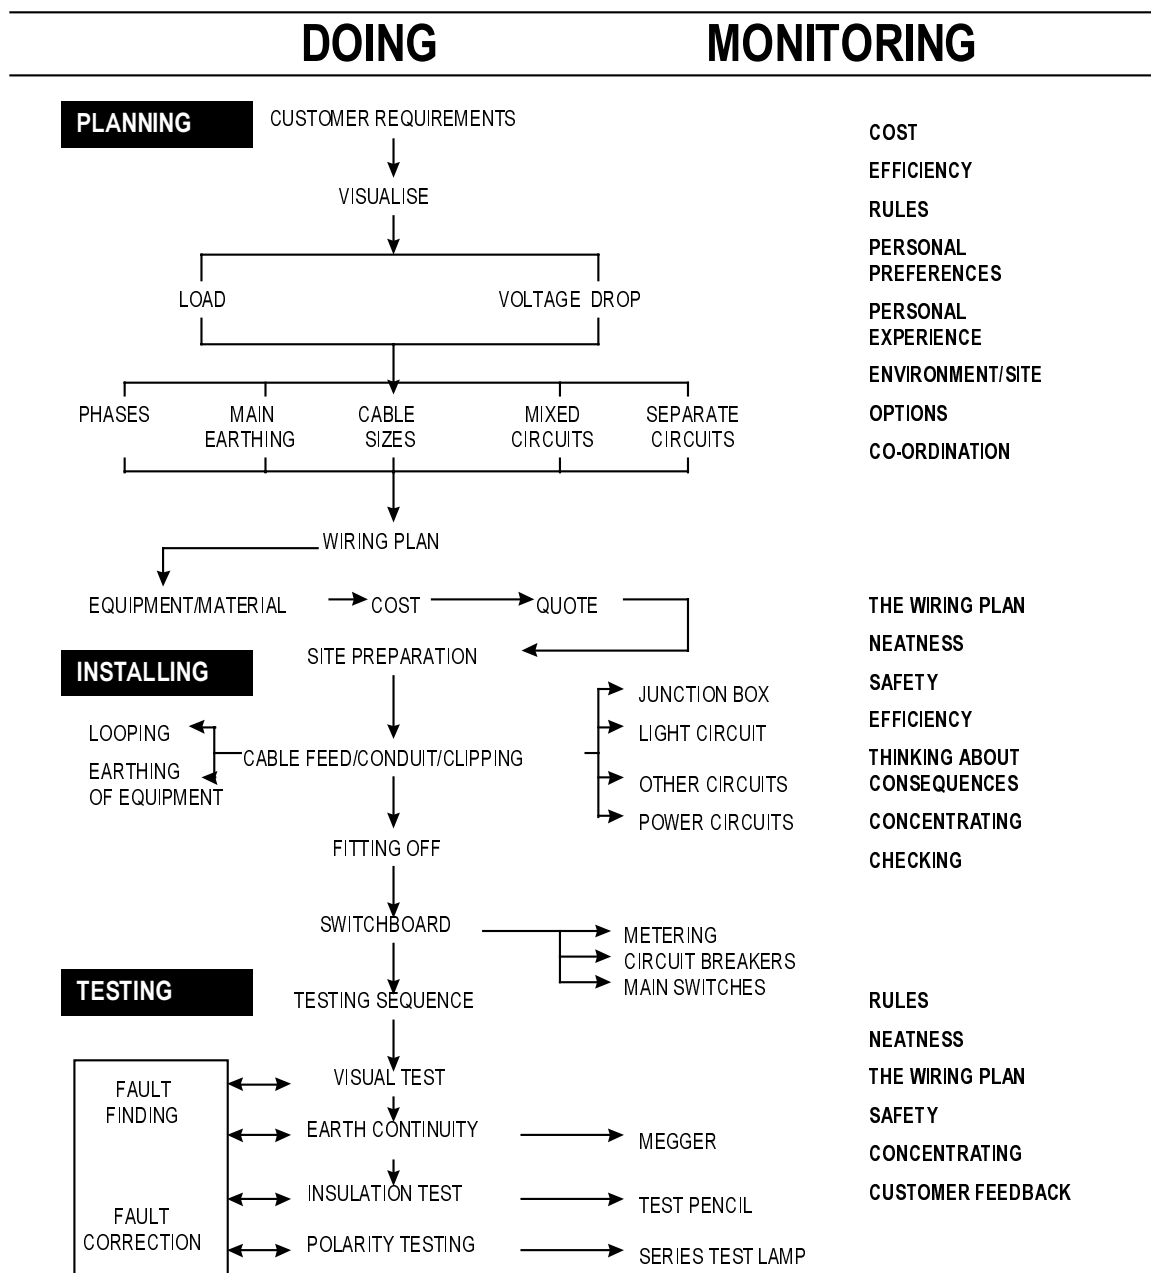 DOING MONITORING
PLANNING
CUSTOMER REQUIREMENTS
VISUALISE
LOAD
VOLTAGE DROP
PHASES
MAIN
EARTHING
CABLE
SIZES
MIXED
CIRCUITS
SEPARATE
CIRCUITS
WIRING PLAN
EQUIPMENT/MATERIAL
COST
QUOTE
COST
EFFICIENCY
RULES
PERSONAL
PREFERENCES
PERSONAL
EXPERIENCE
ENVIRONMENT/SITE
OPTIONS
CO-ORDINATION
INSTALLING
SITE PREPARATION
LOOPING
EARTHING
OF EQUIPMENT
CABLE FEED/CONDUIT/CLIPPING
JUNCTION BOX
LIGHT CIRCUIT
OTHER CIRCUITS
POWER CIRCUITS
FITTING OFF
SWITCHBOARD
METERING
CIRCUIT BREAKERS
MAIN SWITCHES
THE WIRING PLAN
NEATNESS
SAFETY
EFFICIENCY
THINKING ABOUT
CONSEQUENCES
CONCENTRATING
CHECKING
TESTING
TESTING SEQUENCE
VISUAL TEST
EARTH CONTINUITY
INSULATION TEST
POLARITY TESTING
FAULT
FINDING
FAULT
CORRECTION
MEGGER
TEST PENCIL
SERIES TEST LAMP
RULES
NEATNESS
THE WIRING PLAN
SAFETY
CONCENTRATING
CUSTOMER FEEDBACK